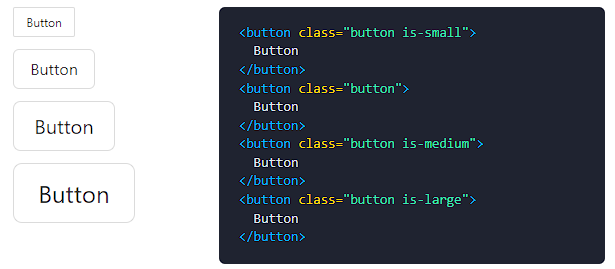 Button
Button
Button
Button
<button class="button is-small">
  Button
</button>
<button class="button">
  Button
</button>
<button class="button is-medium">
  Button
</button>
<button class="button is-large">
  Button
</button>